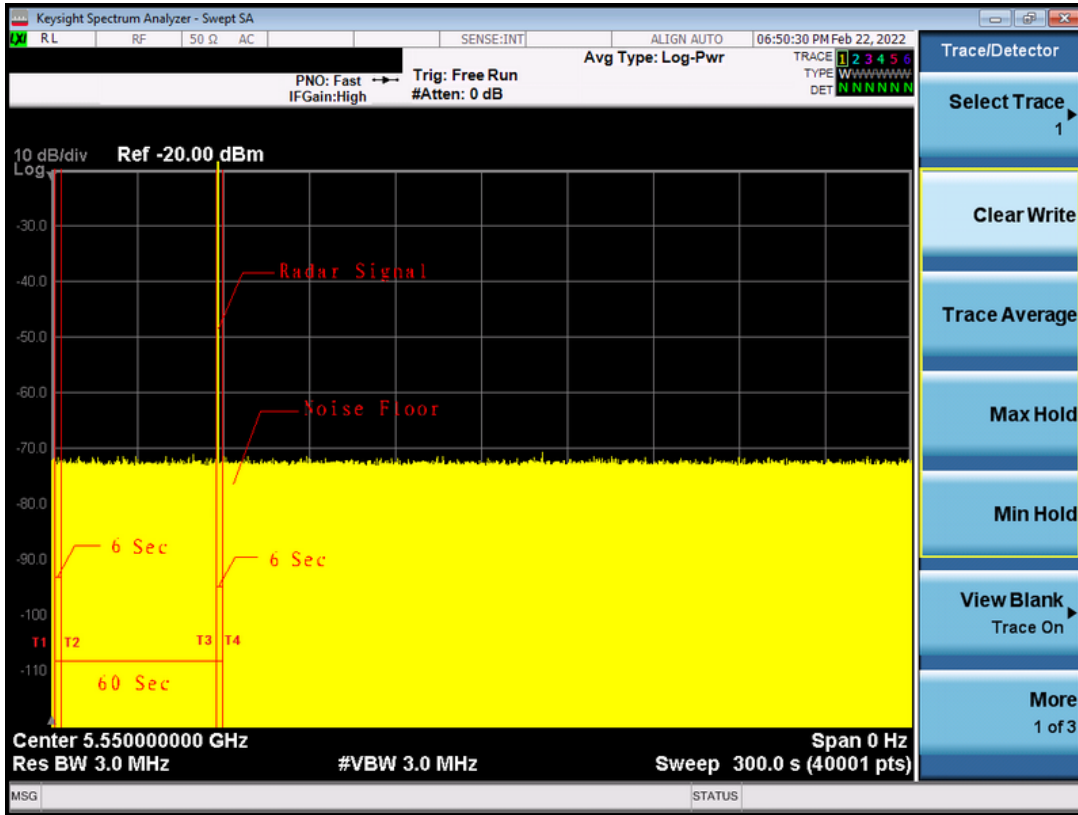 Keysight Spectrum Analyzer - Swept SA
LXI RL RF 50 Ω AC SENSE:INT ALIGN AUTO 06:50:30 PM Feb 22, 2022
Trace/Detector
PNO: Fast Trig: Free Run Avg Type: Log-Pwr TRACE 1 2 3 4 5 6
IFGain:High #Atten: 0 dB TYPE WWWWWWW
DET N N N N N N
Select Trace
1
10 dB/div Ref -20.00 dBm
Log
Clear Write
-30.0
Radar Signal
-40.0
Trace Average
-50.0
-60.0
Noise Floor
Max Hold
-70.0
-80.0
Min Hold
6 Sec
-90.0
6 Sec
-100
View Blank
Trace On
T1 T2 T3 T4
-110
60 Sec
More
1 of 3
Center 5.550000000 GHz Span 0 Hz
Res BW 3.0 MHz #VBW 3.0 MHz Sweep 300.0 s (40001 pts)
MSG STATUS